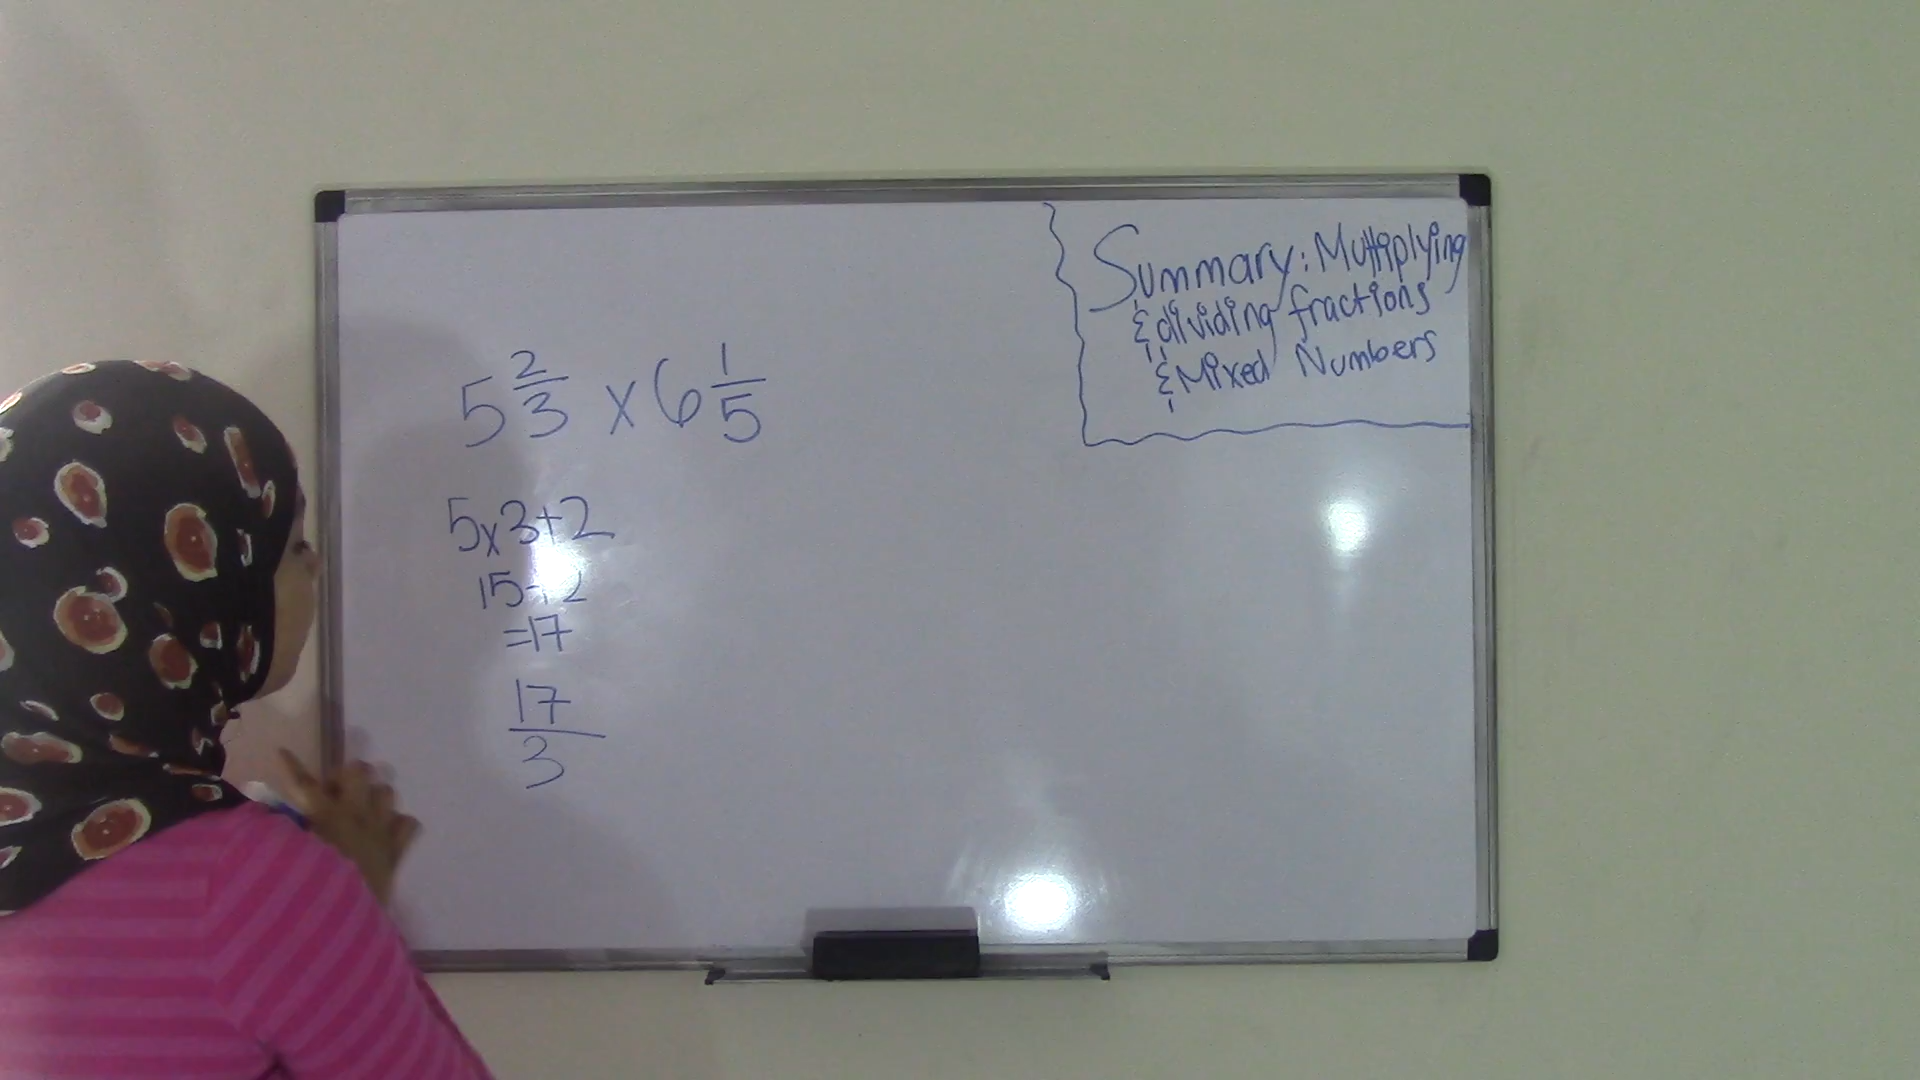 Summary: Multiplying
& dividing fractions
& Mixed Numbers
5 2/3 x 6 1/5
5x3+2
15+2
=17
17
3